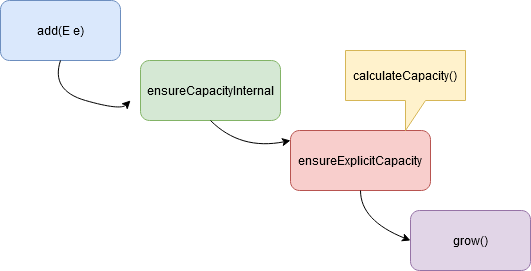 add(E e)
ensureCapacityInternal
calculateCapacity()
ensureExplicitCapacity
grow()